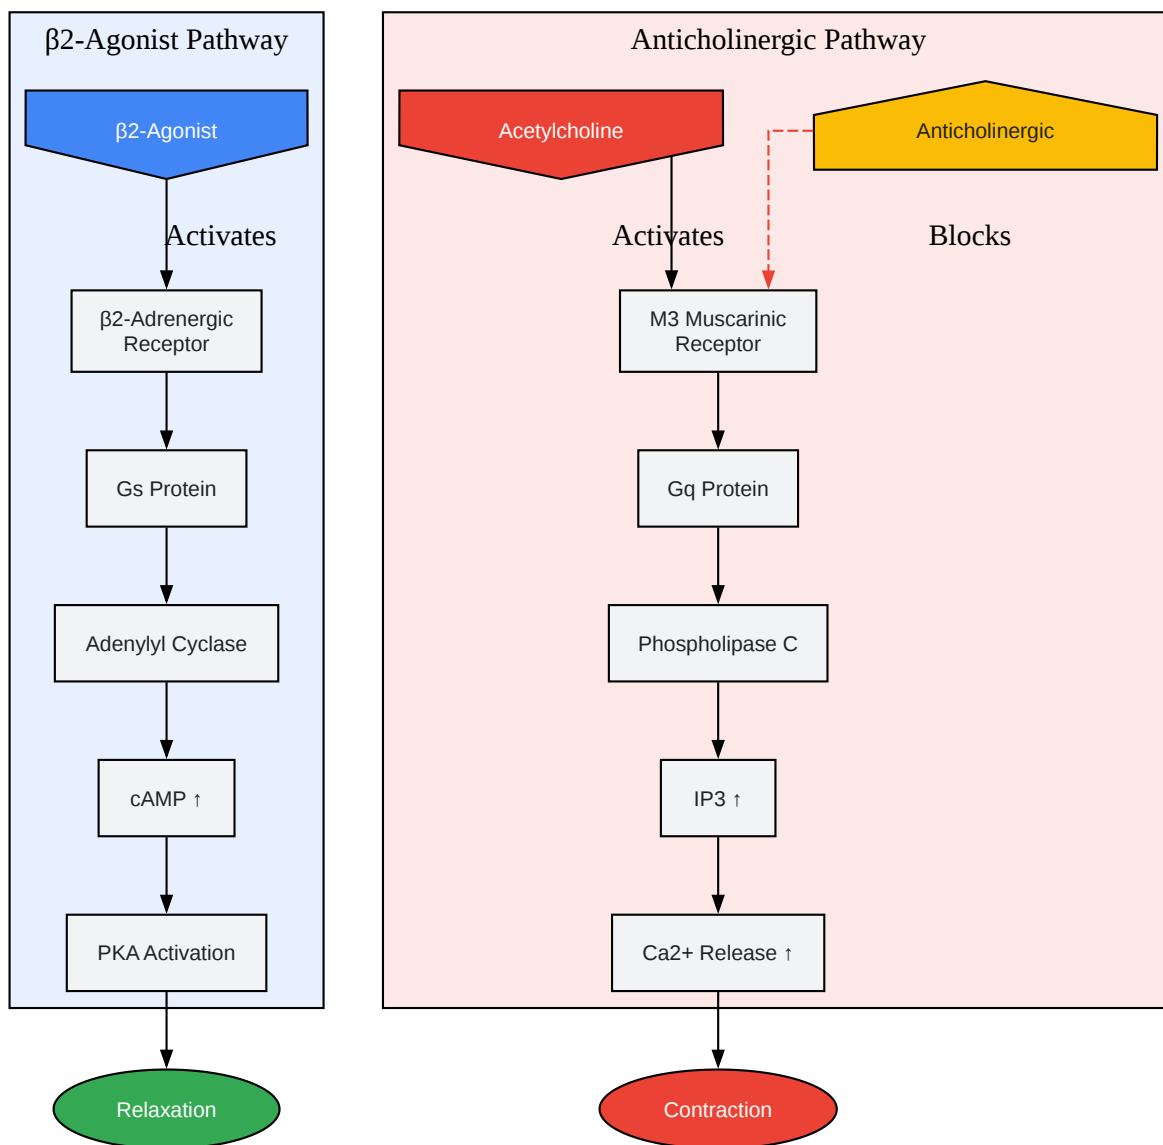 β2-Agonist Pathway
β2-Agonist
Activates
β2-Adrenergic
Receptor
Gs Protein
Adenylyl Cyclase
cAMP ↑
PKA Activation
Relaxation
Anticholinergic Pathway
Acetylcholine
Anticholinergic
Activates
Blocks
M3 Muscarinic
Receptor
Gq Protein
Phospholipase C
IP3 ↑
Ca2+ Release ↑
Contraction